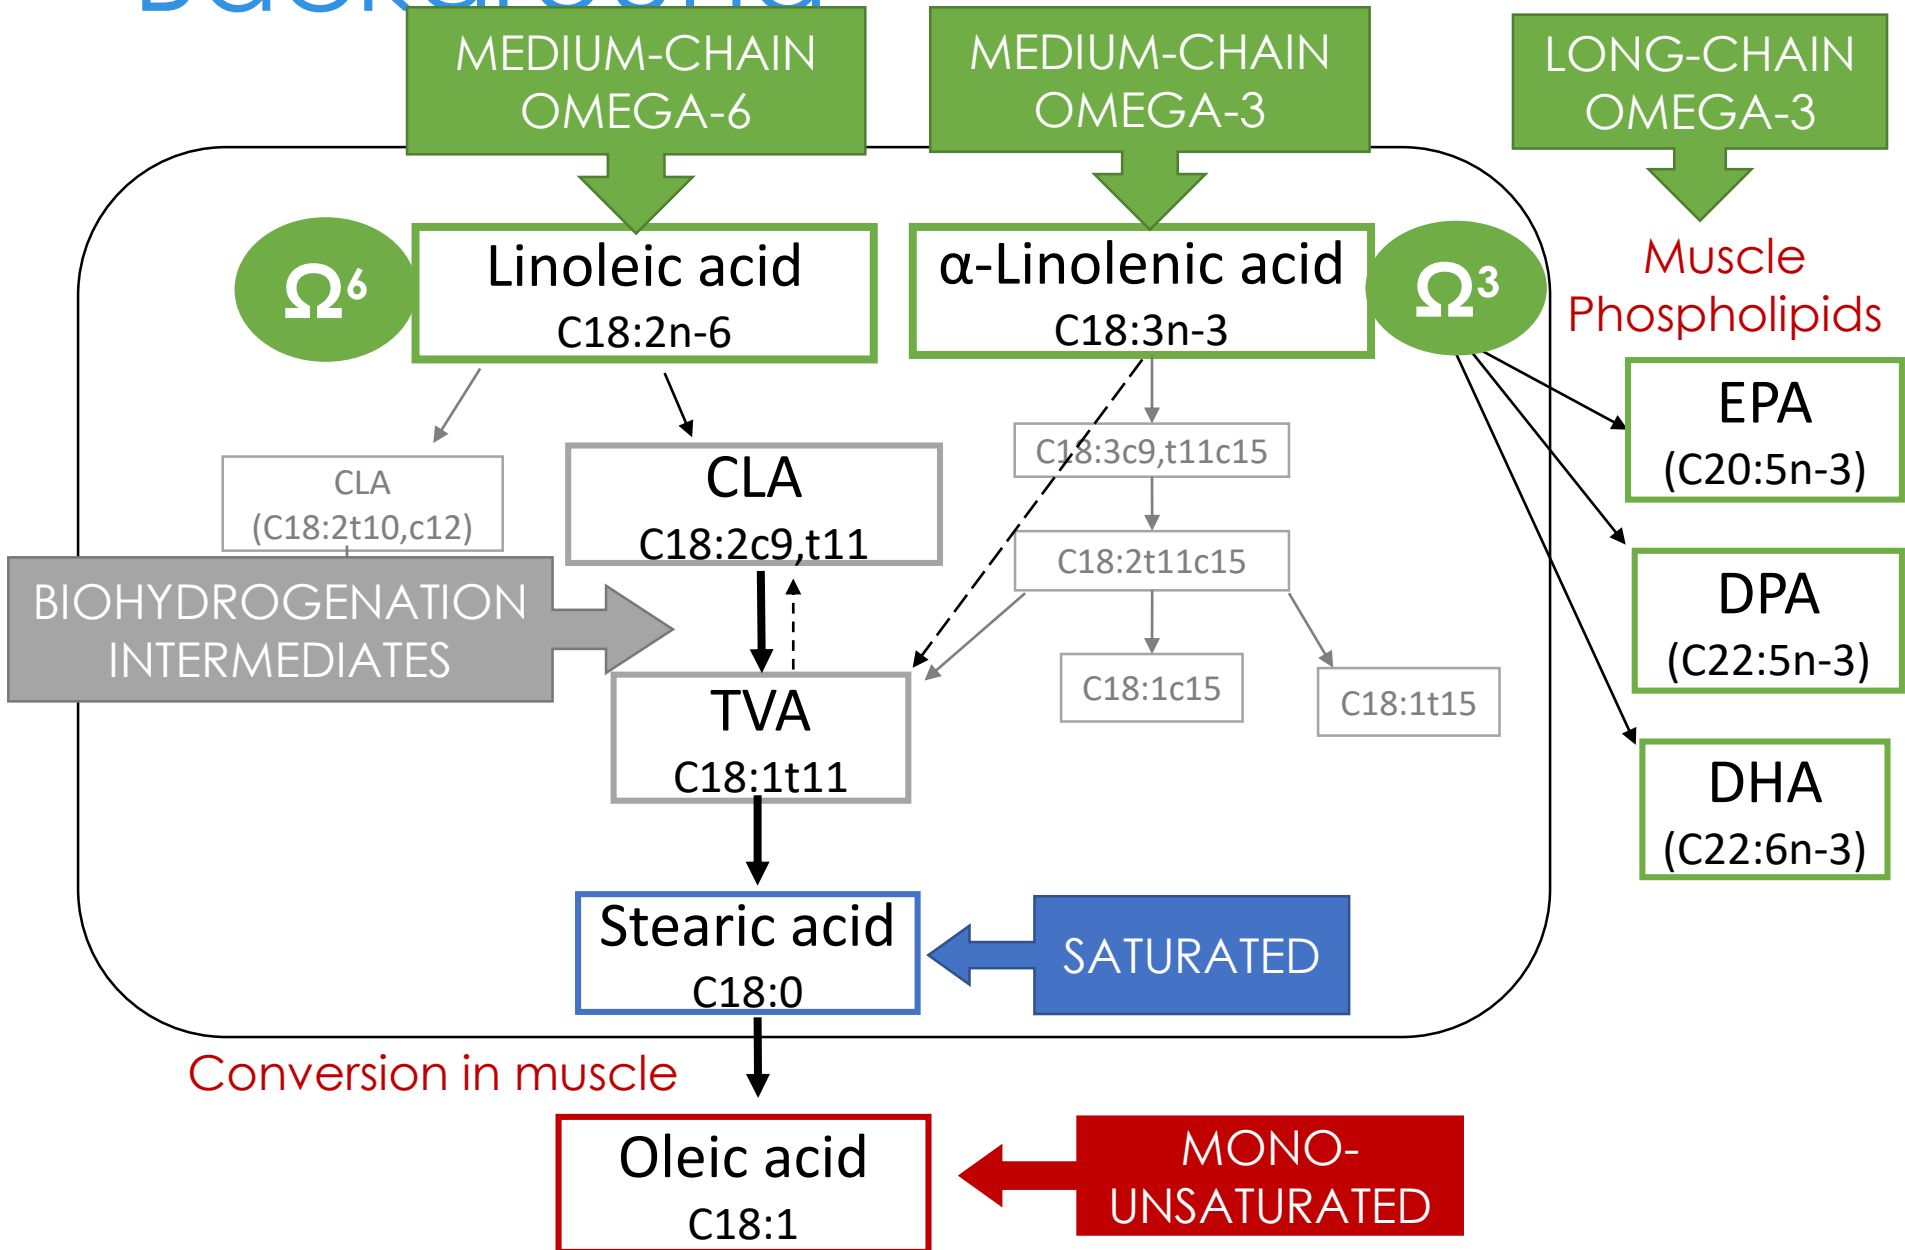 Background
MEDIUM-CHAIN
OMEGA-6
MEDIUM-CHAIN
OMEGA-3
LONG-CHAIN
OMEGA-3
Ω6
Linoleic acid
C18:2n-6
α-Linolenic acid
C18:3n-3
Ω3
Muscle
Phospholipids
EPA
(C20:5n-3)
CLA
(C18:2t10,c12)
CLA
C18:2c9,t11
C18:3c9,t11c15
C18:2t11c15
DPA
(C22:5n-3)
BIOHYDROGENATION
INTERMEDIATES
TVA
C18:1t11
C18:1c15
C18:1t15
DHA
(C22:6n-3)
Stearic acid
C18:0
SATURATED
Conversion in muscle
Oleic acid
C18:1
MONO-
UNSATURATED